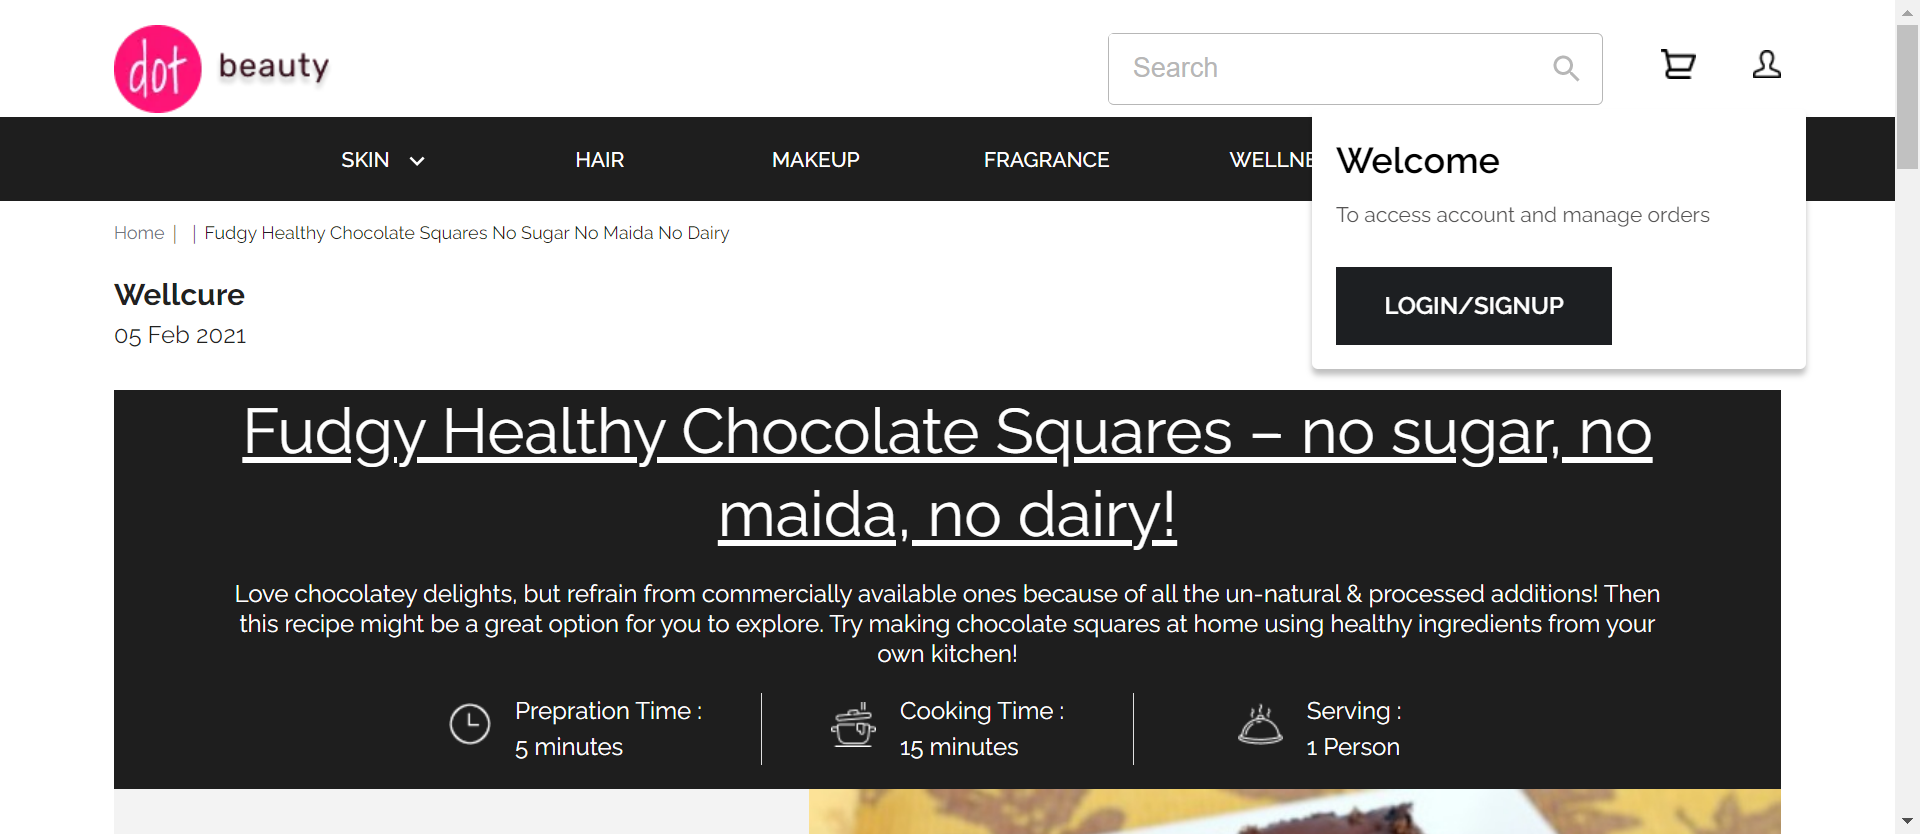 dot beauty
Search
SKIN HAIR MAKEUP FRAGRANCE
Welcome
To access account and manage orders
LOGIN/SIGNUP
Home | | Fudgy Healthy Chocolate Squares No Sugar No Maida No Dairy
Wellcure
05 Feb 2021
Fudgy Healthy Chocolate Squares – no sugar, no
maida, no dairy!
Love chocolatey delights, but refrain from commercially available ones because of all the un-natural & processed additions! Then
this recipe might be a great option for you to explore. Try making chocolate squares at home using healthy ingredients from your
own kitchen!
Prepration Time :
5 minutes
Cooking Time :
15 minutes
Serving :
1 Person